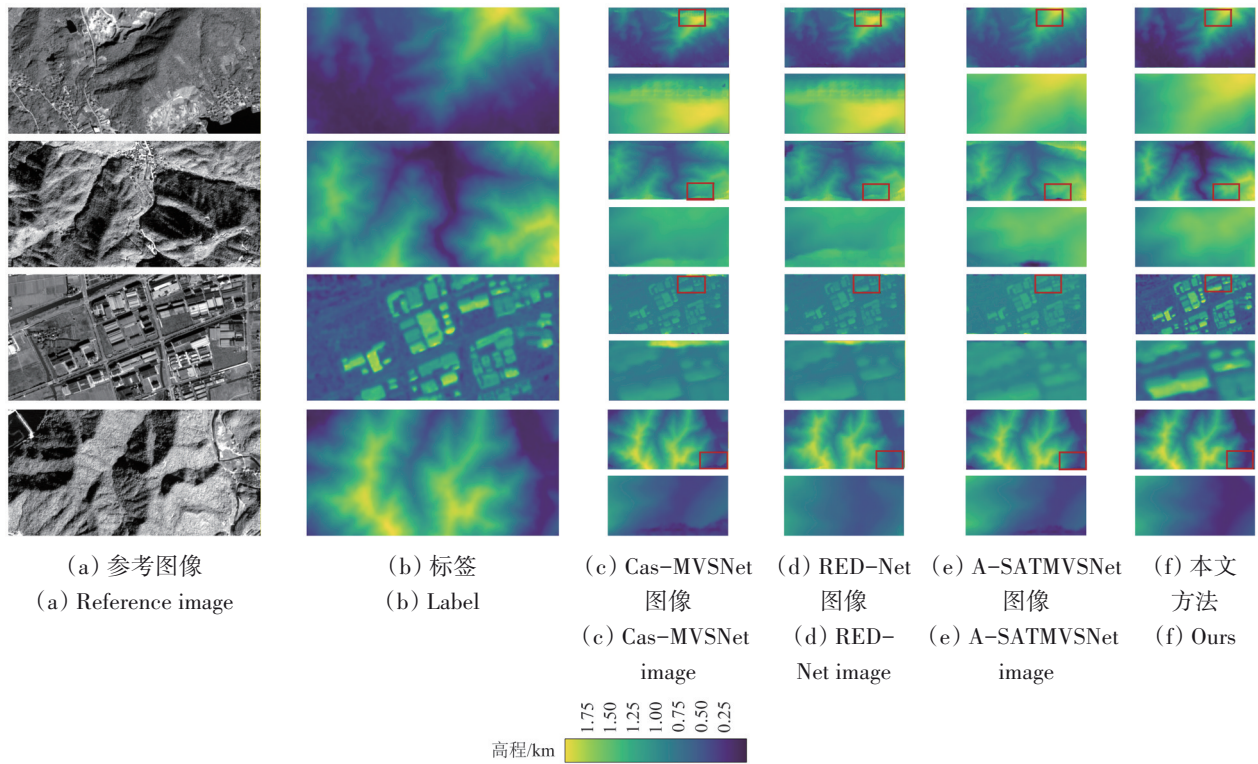 (a) 参考图像
(a) Reference image
(b) 标签
(b) Label
(c) Cas-MVSNet
图像
(c) Cas-MVSNet
image
(d) RED-Net
图像
(d) RED-
Net image
(e) A-SATMVSNet
图像
(e) A-SATMVSNet
image
(f) 本文
方法
(f) Ours
高程/km
1.75
1.50
1.25
1.00
0.75
0.50
0.25